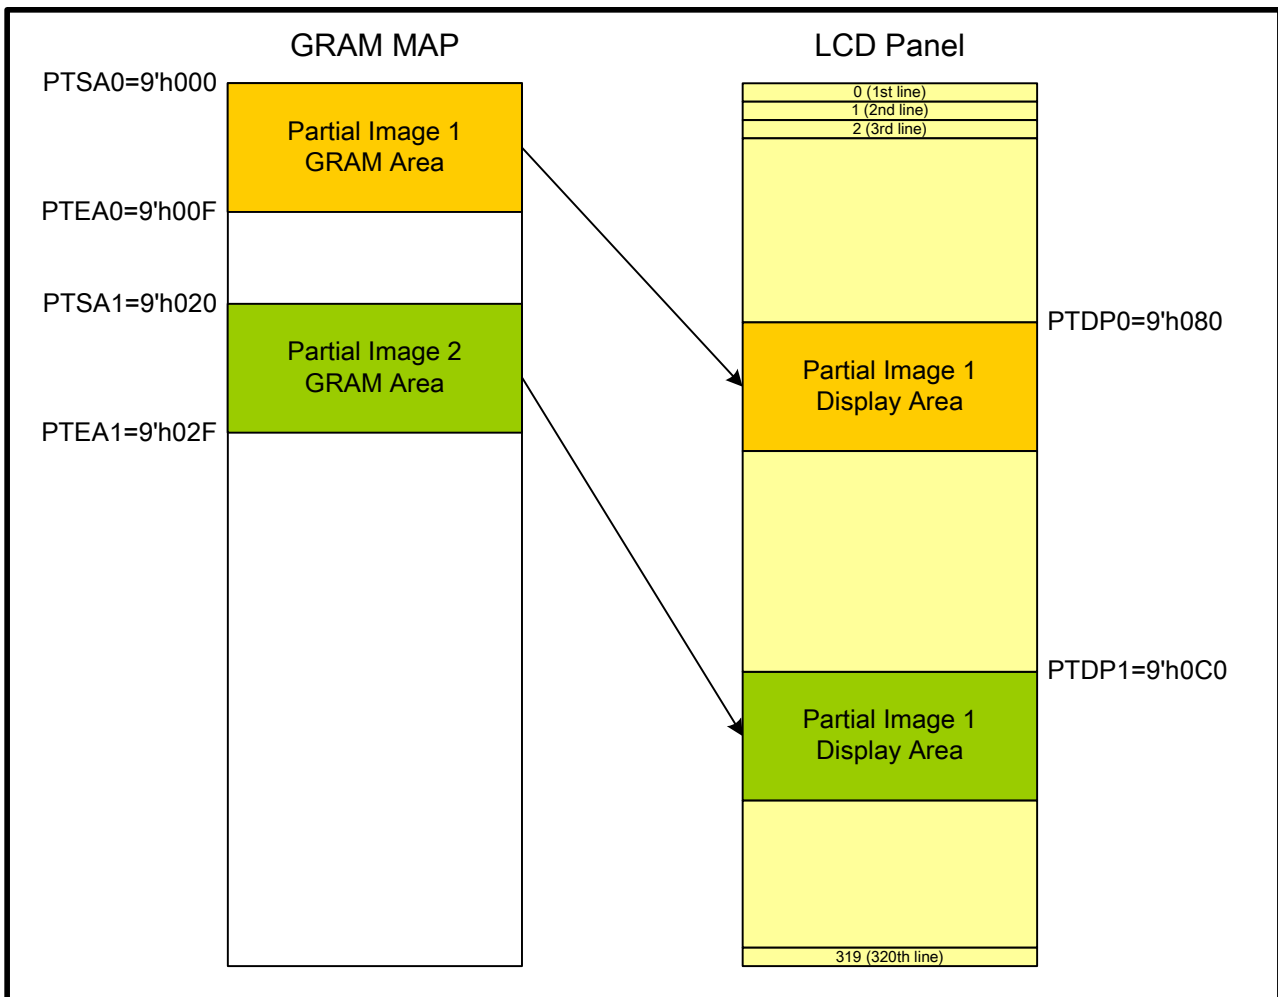 GRAM MAP
PTSA0=9'h000
Partial Image 1
GRAM Area
PTEA0=9'h00F
PTSA1=9'h020
Partial Image 2
GRAM Area
PTEA1=9'h02F
LCD Panel
0 (1st line)
1 (2nd line)
2 (3rd line)
PTDP0=9'h080
Partial Image 1
Display Area
PTDP1=9'h0C0
Partial Image 1
Display Area
319 (320th line)